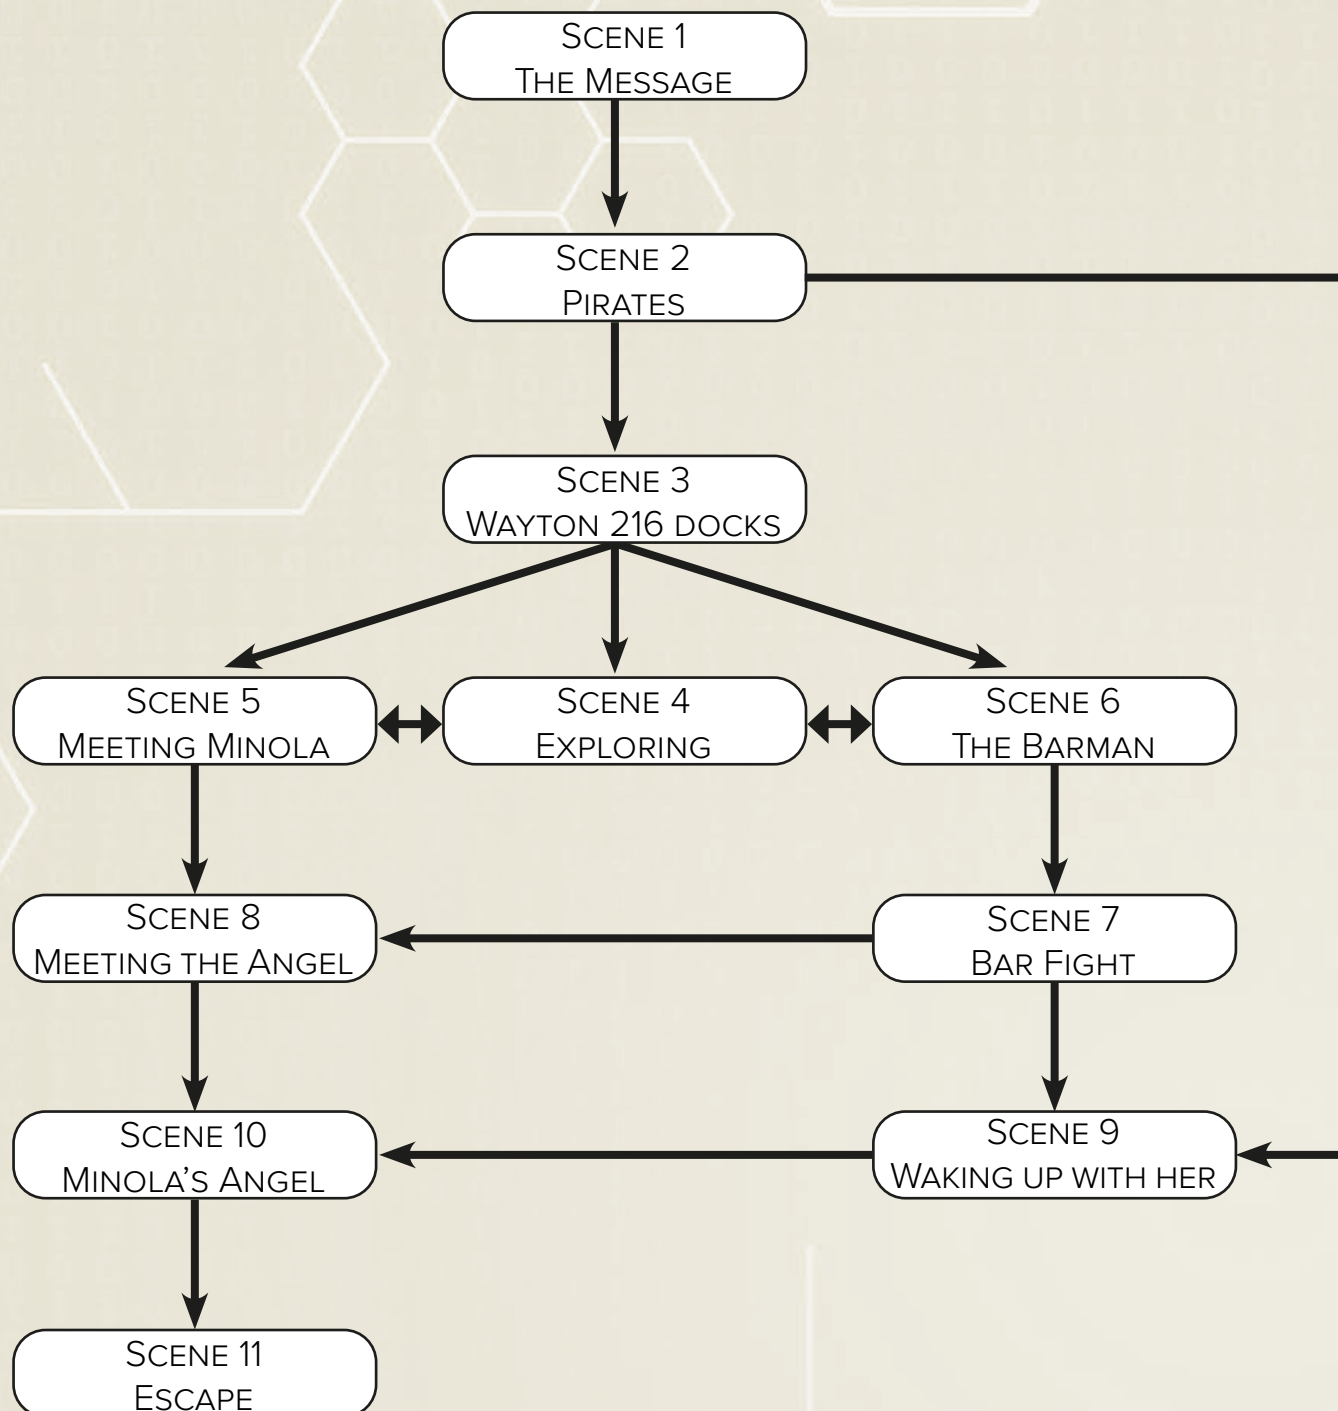 Scene 1
The Message
Scene 2
Pirates
Scene 3
Wayton 216 docks
Scene 5
Meeting Minola
Scene 4
Exploring
Scene 6
The Barman
Scene 8
Meeting the Angel
Scene 7
Bar Fight
Scene 10
Minola's Angel
Scene 9
Waking up with her
Scene 11
Escape